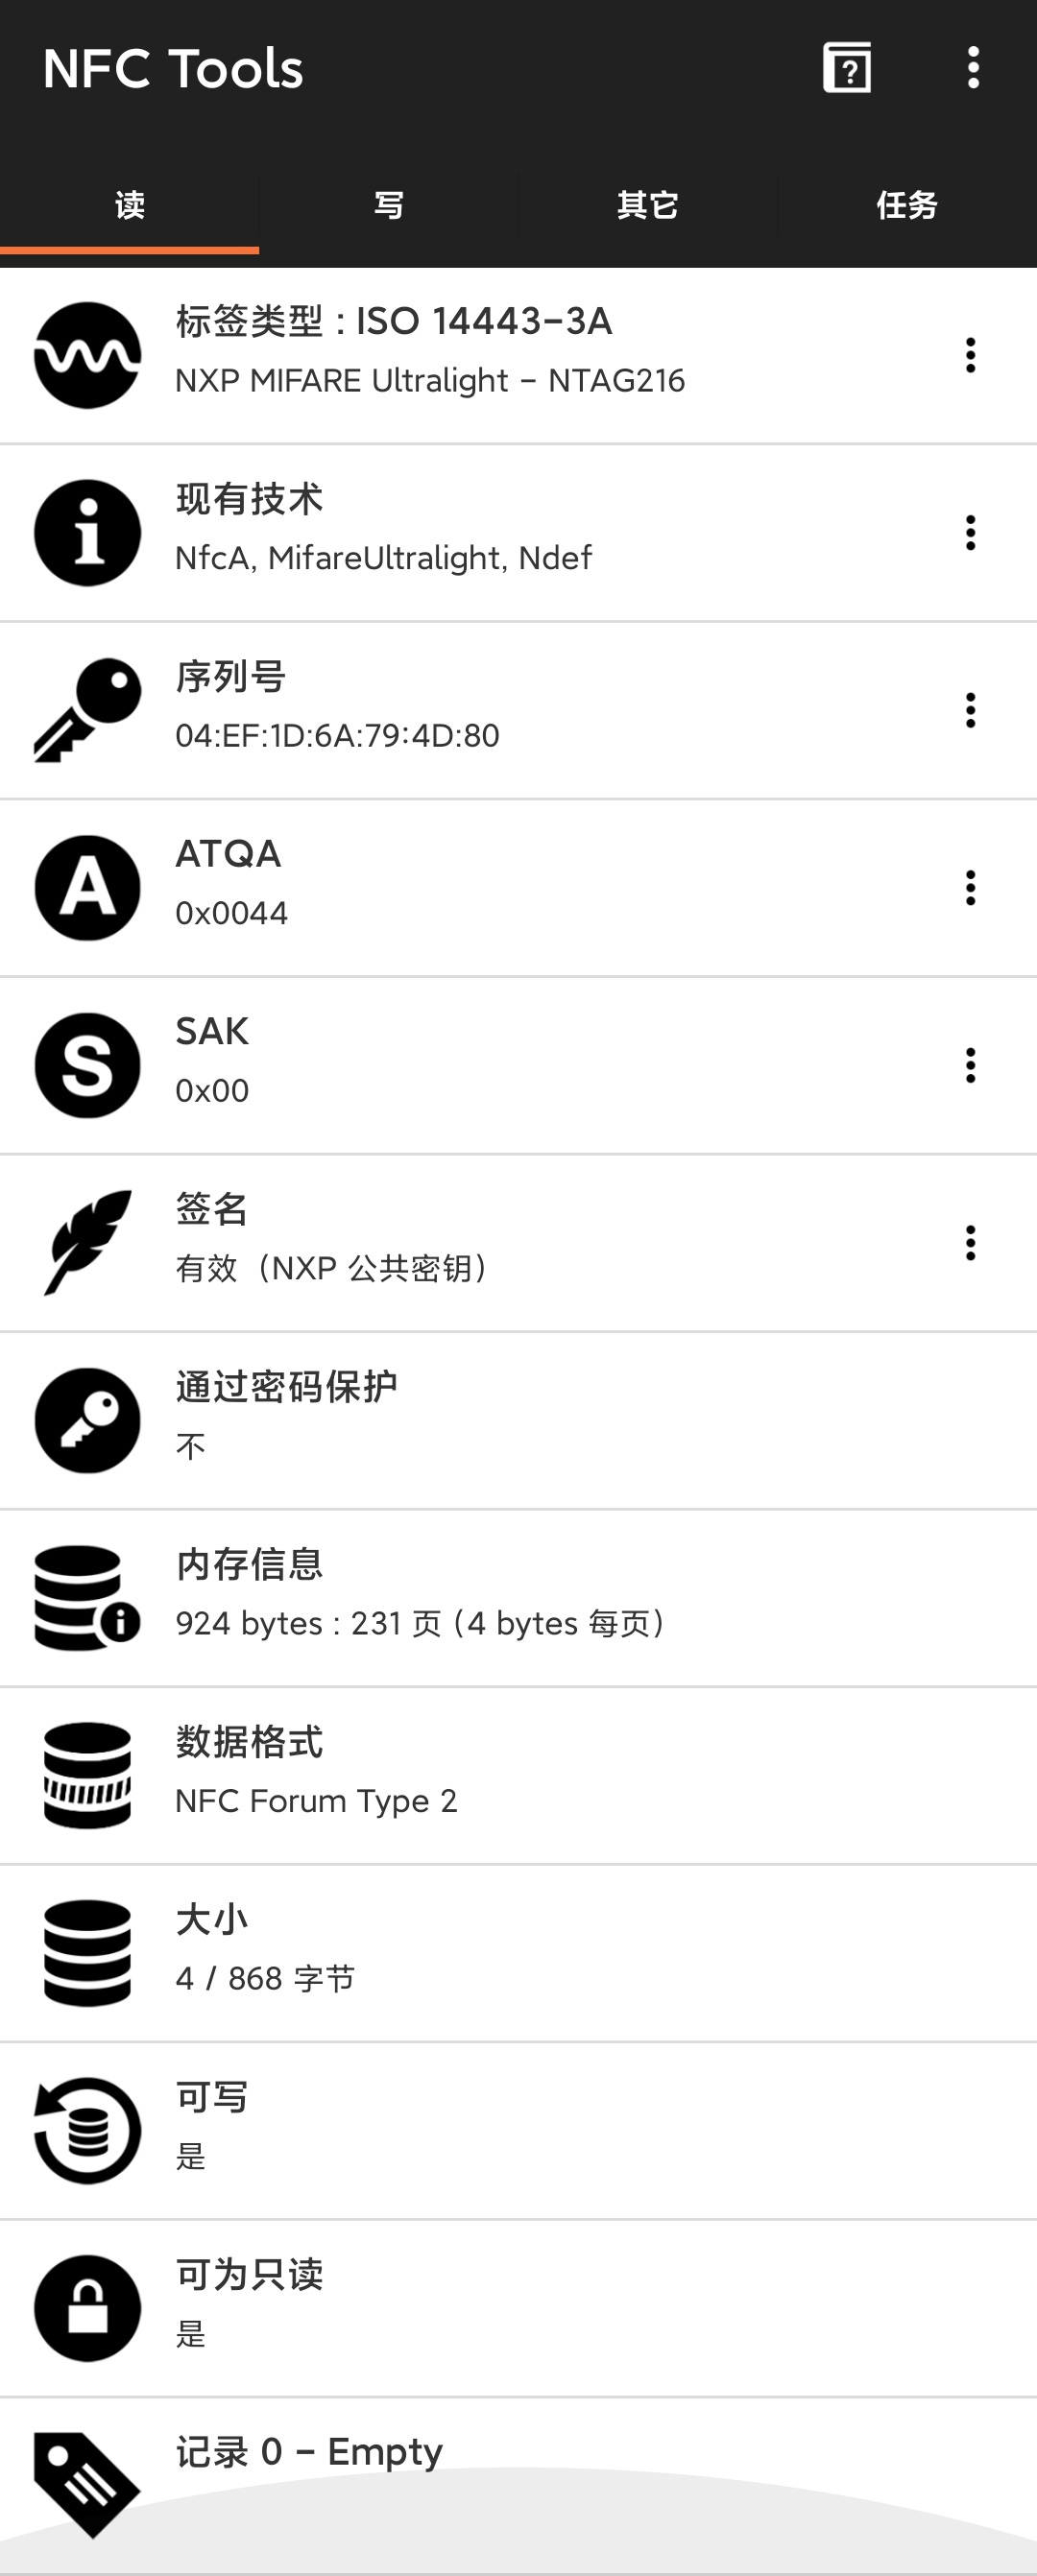 NFC Tools
读
写
其它
任务
标签类型 : ISO 14443-3A
NXP MIFARE Ultralight - NTAG216
现有技术
NfcA, MifareUltralight, Ndef
序列号
04:EF:1D:6A:79:4D:80
ATQA
0x0044
SAK
0x00
签名
有效（NXP 公共密钥）
通过密码保护
不
内存信息
924 bytes : 231 页 (4 bytes 每页)
数据格式
NFC Forum Type 2
大小
4 / 868 字节
可写
是
可为只读
是
记录 0 - Empty